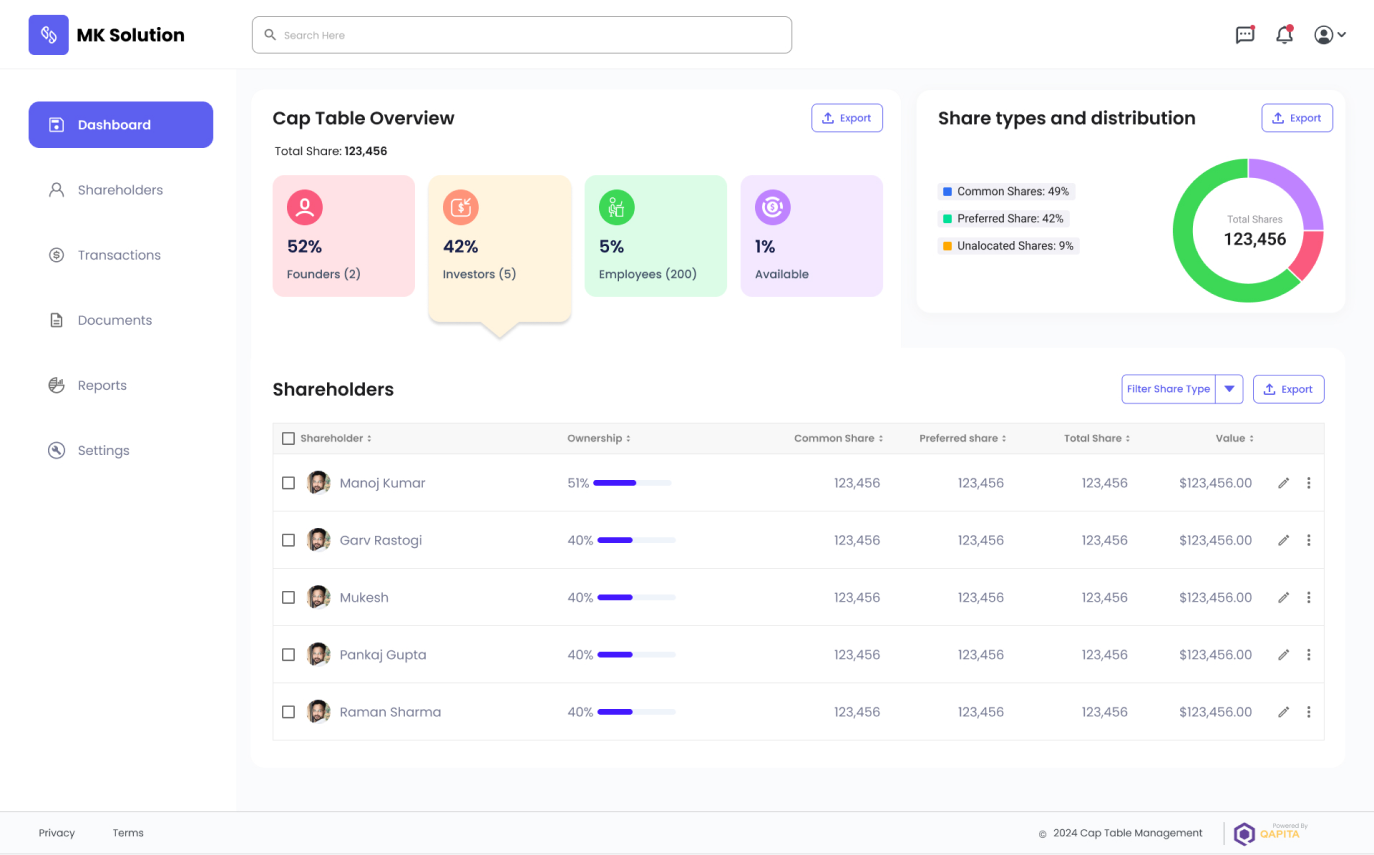 MK Solution
Search Here
Dashboard
Shareholders
Transactions
Documents
Reports
Settings
Cap Table Overview
Export
Total Share: 123,456
52%
Founders (2)
42%
Investors (5)
5%
Employees (200)
1%
Available
Share types and distribution
Export
Common Shares: 49%
Preferred Share: 42%
Unalocated Shares: 9%
Total Shares
123,456
Shareholders
Filter Share Type
Export
Shareholder Ownership Common Share Preferred share Total Share Value
Manoj Kumar 51% 123,456 123,456 123,456 $123,456.00
Garv Rastogi 40% 123,456 123,456 123,456 $123,456.00
Mukesh 40% 123,456 123,456 123,456 $123,456.00
Pankaj Gupta 40% 123,456 123,456 123,456 $123,456.00
Raman Sharma 40% 123,456 123,456 123,456 $123,456.00
Privacy Terms
© 2024 Cap Table Management
Powered By
QAPITA